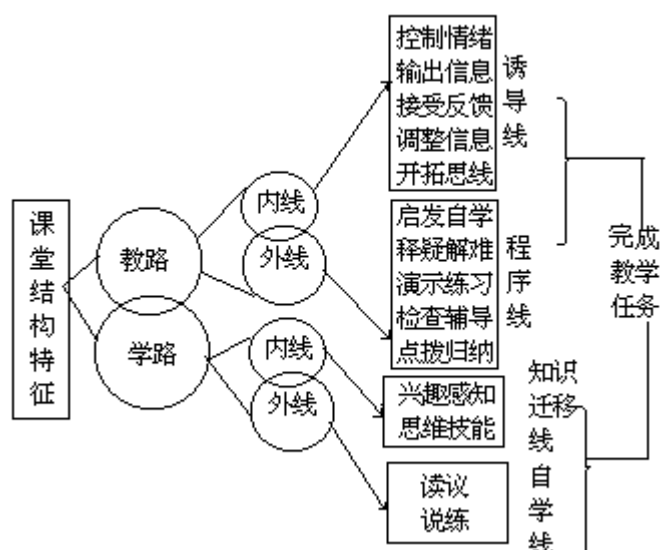 课堂结构特征
教路
学路
内线
外线
内线
外线
控制情绪
输出信息
接受反馈
调整信息
开拓思线
诱导线
启发自学
释疑解难
演示练习
检查辅导
点拨归纳
程序线
兴趣感知
思维技能
知识迁移线
读议
说练
自学线
完成
教学
任务